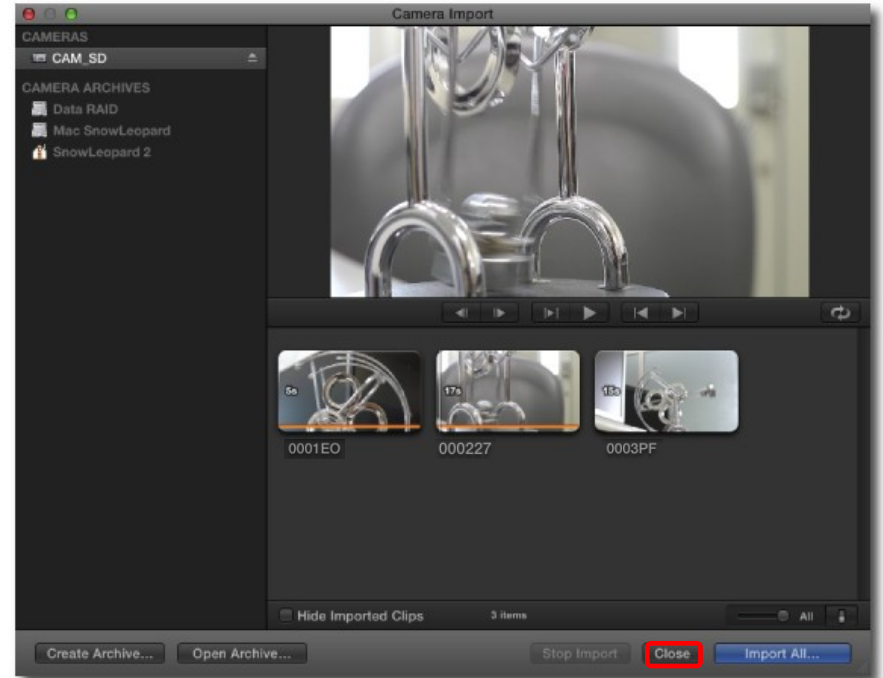 Camera Import
CAMERAS
CAM_SD
CAMERA ARCHIVES
Data RAID
Mac SnowLeopard
SnowLeopard 2
5s
17s
15s
0001EO
000227
0003PF
Hide Imported Clips
3 items
All
Create Archive...
Open Archive...
Stop Import
Close
Import All...